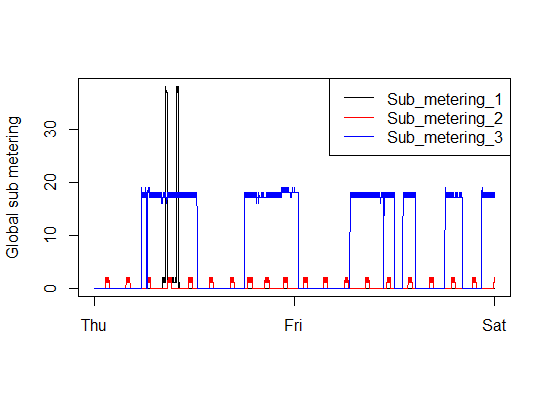 Sub_metering_1
Sub_metering_2
Sub_metering_3
Global sub metering
30
20
10
0
Thu
Fri
Sat